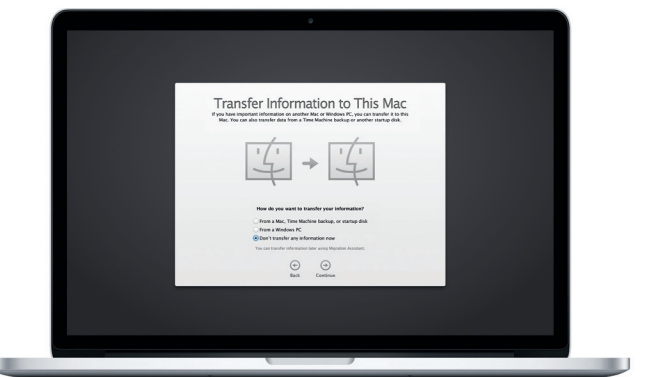 Transfer Information to This Mac
If you have important information on another Mac or Windows PC, you can transfer it to this
Mac. You can also transfer data from a Time Machine backup or another startup disk.
How do you want to transfer your information?
From a Mac, Time Machine backup, or startup disk
From a Windows PC
Don't transfer any information now
You can transfer information later using Migration Assistant.
Back
Continue